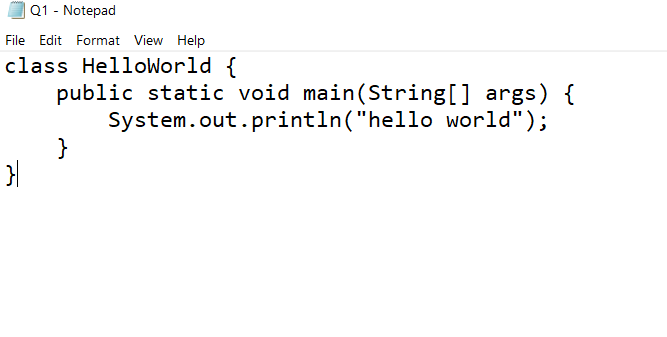 Q1 - Notepad
File Edit Format View Help
class HelloWorld {
    public static void main(String[] args) {
        System.out.println("hello world");
    }
}